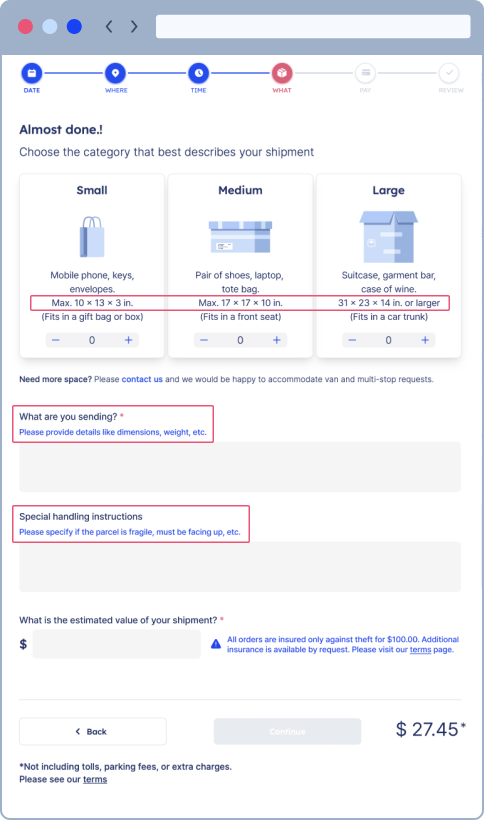 DATE
WHERE
TIME
WHAT
PAY
REVIEW
Almost done.!
Choose the category that best describes your shipment
Small
Mobile phone, keys,
envelopes.
Max. 10 × 13 × 3 in.
(Fits in a gift bag or box)
− 0 +
Medium
Pair of shoes, laptop,
tote bag.
Max. 17 × 17 × 10 in.
(Fits in a front seat)
− 0 +
Large
Suitcase, garment bar,
case of wine.
31 × 23 × 14 in. or larger
(Fits in a car trunk)
− 0 +
Need more space? Please contact us and we would be happy to accommodate van and multi-stop requests.
What are you sending? *
Please provide details like dimensions, weight, etc.
Special handling instructions
Please specify if the parcel is fragile, must be facing up, etc.
What is the estimated value of your shipment? *
$
All orders are insured only against theft for $100.00. Additional
insurance is available by request. Please visit our terms page.
Back
Continue
$ 27.45*
*Not including tolls, parking fees, or extra charges.
Please see our terms